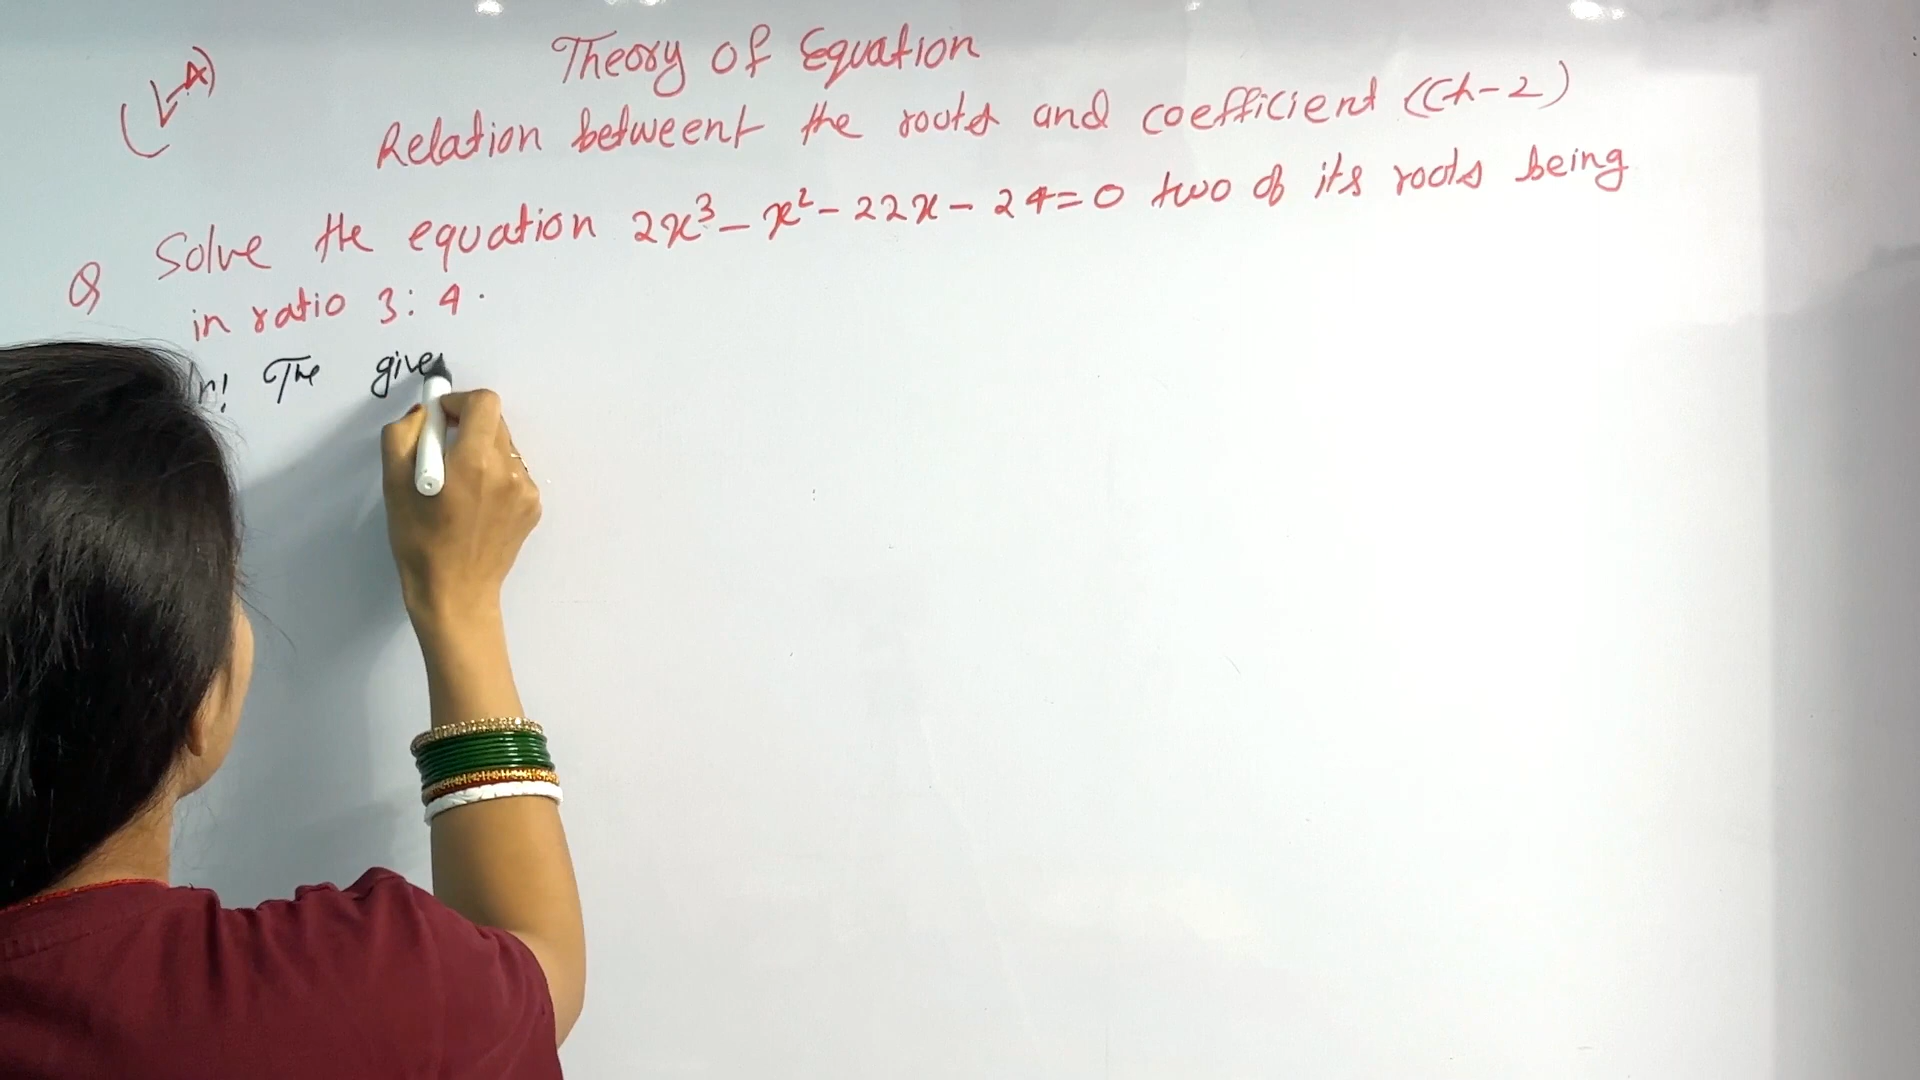 (L-A)
Theory of Equation
Relation betweent the roots and coefficient (Ch-2)
Q Solve the equation 2x³ - x² - 22x - 24 = 0 two of its roots being
in ratio 3:4.
The give